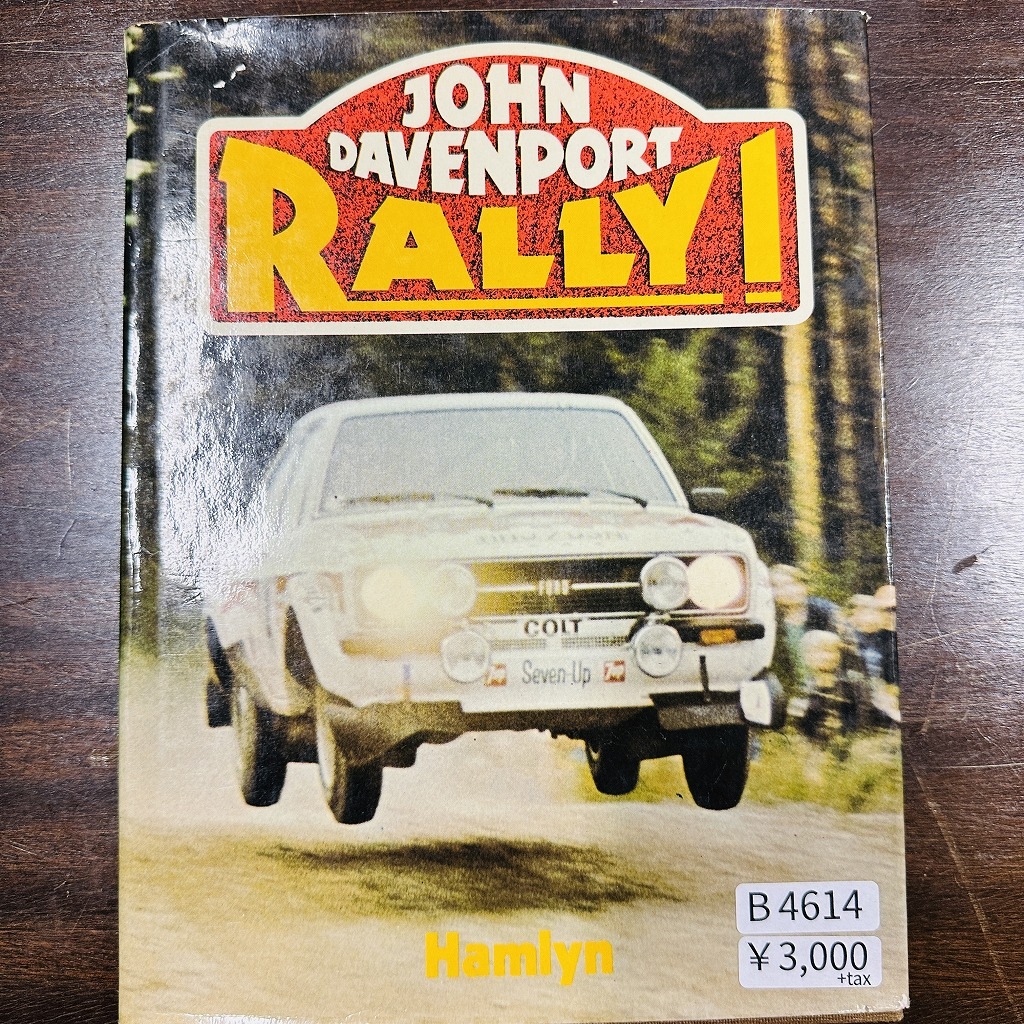 JOHN
DAVENPORT
RALLY!
COLT
Seven-Up
Hamlyn
B 4614
¥ 3,000
+tax